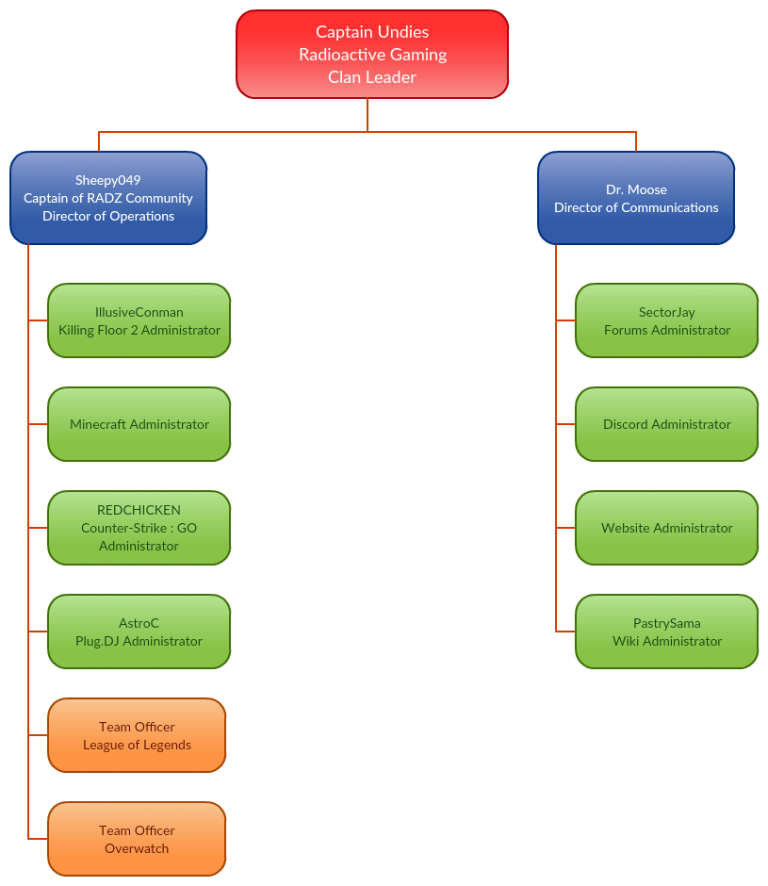 Captain Undies
Radioactive Gaming
Clan Leader
Sheepy049
Captain of RADZ Community
Director of Operations
Dr. Moose
Director of Communications
IllusiveConman
Killing Floor 2 Administrator
Minecraft Administrator
REDCHICKEN
Counter-Strike : GO
Administrator
AstroC
Plug.DJ Administrator
Team Officer
League of Legends
Team Officer
Overwatch
SectorJay
Forums Administrator
Discord Administrator
Website Administrator
PastrySama
Wiki Administrator